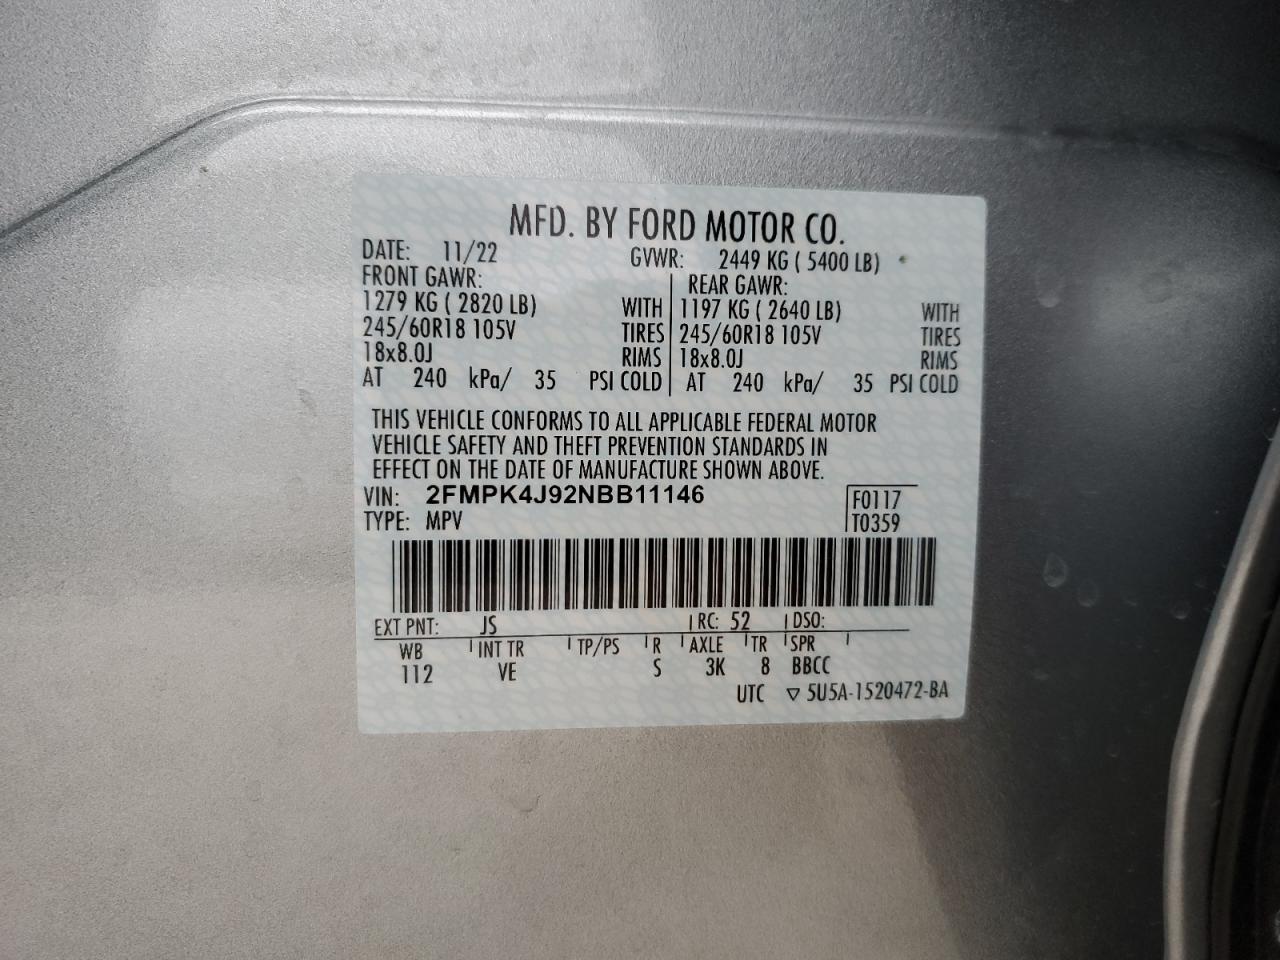 MFD. BY FORD MOTOR CO.
DATE: 11/22 GVWR: 2449 KG ( 5400 LB)
FRONT GAWR: REAR GAWR:
1279 KG ( 2820 LB) WITH 1197 KG ( 2640 LB) WITH
245/60R18 105V TIRES 245/60R18 105V TIRES
18x8.0J RIMS 18x8.0J RIMS
AT 240 kPa/ 35 PSI COLD AT 240 kPa/ 35 PSI COLD
THIS VEHICLE CONFORMS TO ALL APPLICABLE FEDERAL MOTOR
VEHICLE SAFETY AND THEFT PREVENTION STANDARDS IN
EFFECT ON THE DATE OF MANUFACTURE SHOWN ABOVE.
VIN: 2FMPK4J92NBB11146 F0117
TYPE: MPV T0359
EXT PNT: JS RC: 52 DSO:
WB INT TR TP/PS R AXLE TR SPR
112 VE S 3K 8 BBCC
UTC ▽ 5U5A-1520472-BA